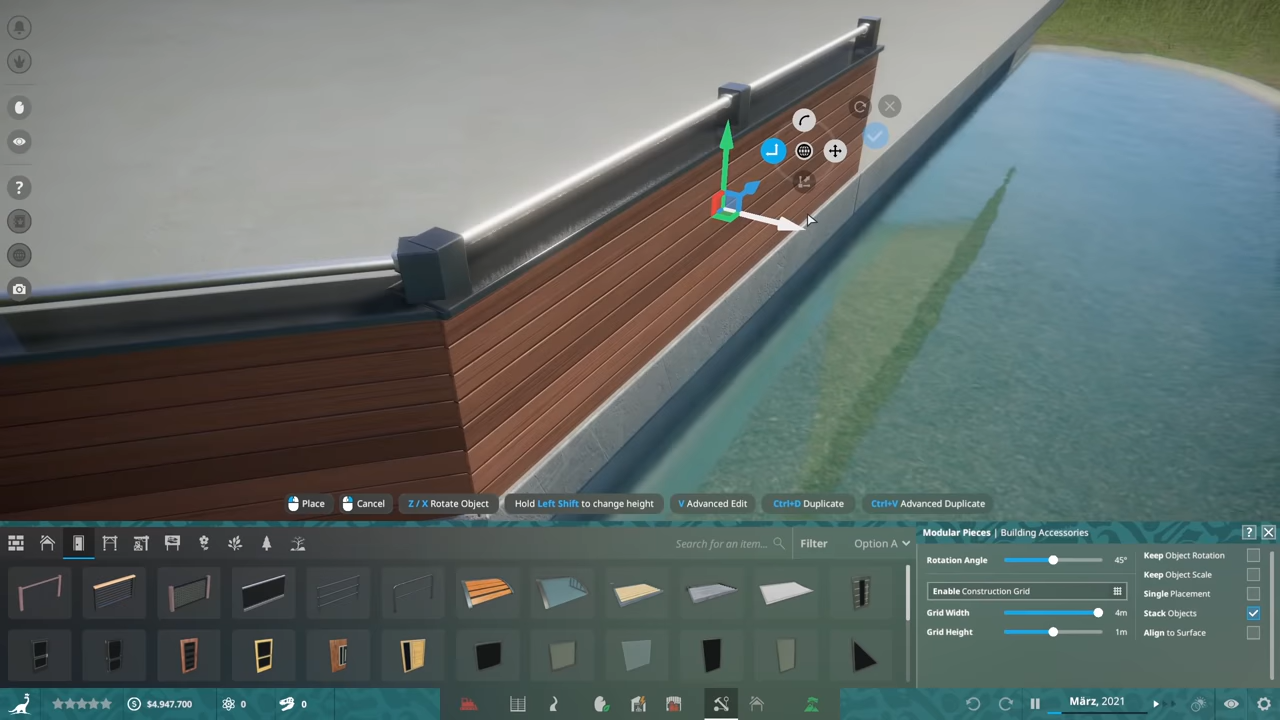 Place
Cancel
Z / X Rotate Object
Hold Left Shift to change height
V Advanced Edit
Ctrl+D Duplicate
Ctrl+V Advanced Duplicate
Search for an item...
Filter
Option A
Modular Pieces | Building Accessories
?
Rotation Angle
45°
Enable Construction Grid
Grid Width
4m
Grid Height
1m
Keep Object Rotation
Keep Object Scale
Single Placement
Stack Objects
Align to Surface
?
$4.947.700
0
0
März, 2021